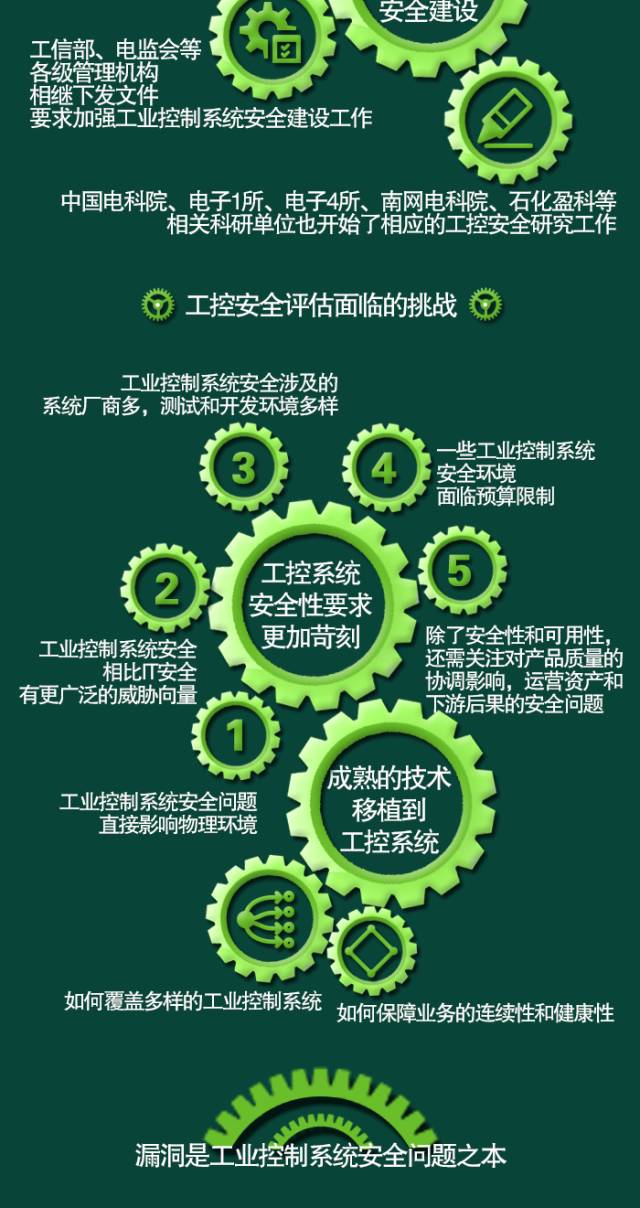 安全建设
工信部、电监会等
各级管理机构
相继下发文件
要求加强工业控制系统安全建设工作
中国电科院、电子1所、电子4所、南网电科院、石化盈科等
相关科研单位也开始了相应的工控安全研究工作
工控安全评估面临的挑战
工业控制系统安全涉及的
系统厂商多，测试和开发环境多样
3
4
一些工业控制系统
安全环境
面临预算限制
工控系统
安全性要求
更加苛刻
2
5
工业控制系统安全
相比IT安全
有更广泛的威胁向量
除了安全性和可用性，
还需关注对产品质量的
协调影响，运营资产和
下游后果的安全问题
1
工业控制系统安全问题
直接影响物理环境
成熟的技术
移植到
工控系统
如何覆盖多样的工业控制系统
如何保障业务的连续性和健康性
漏洞是工业控制系统安全问题之本